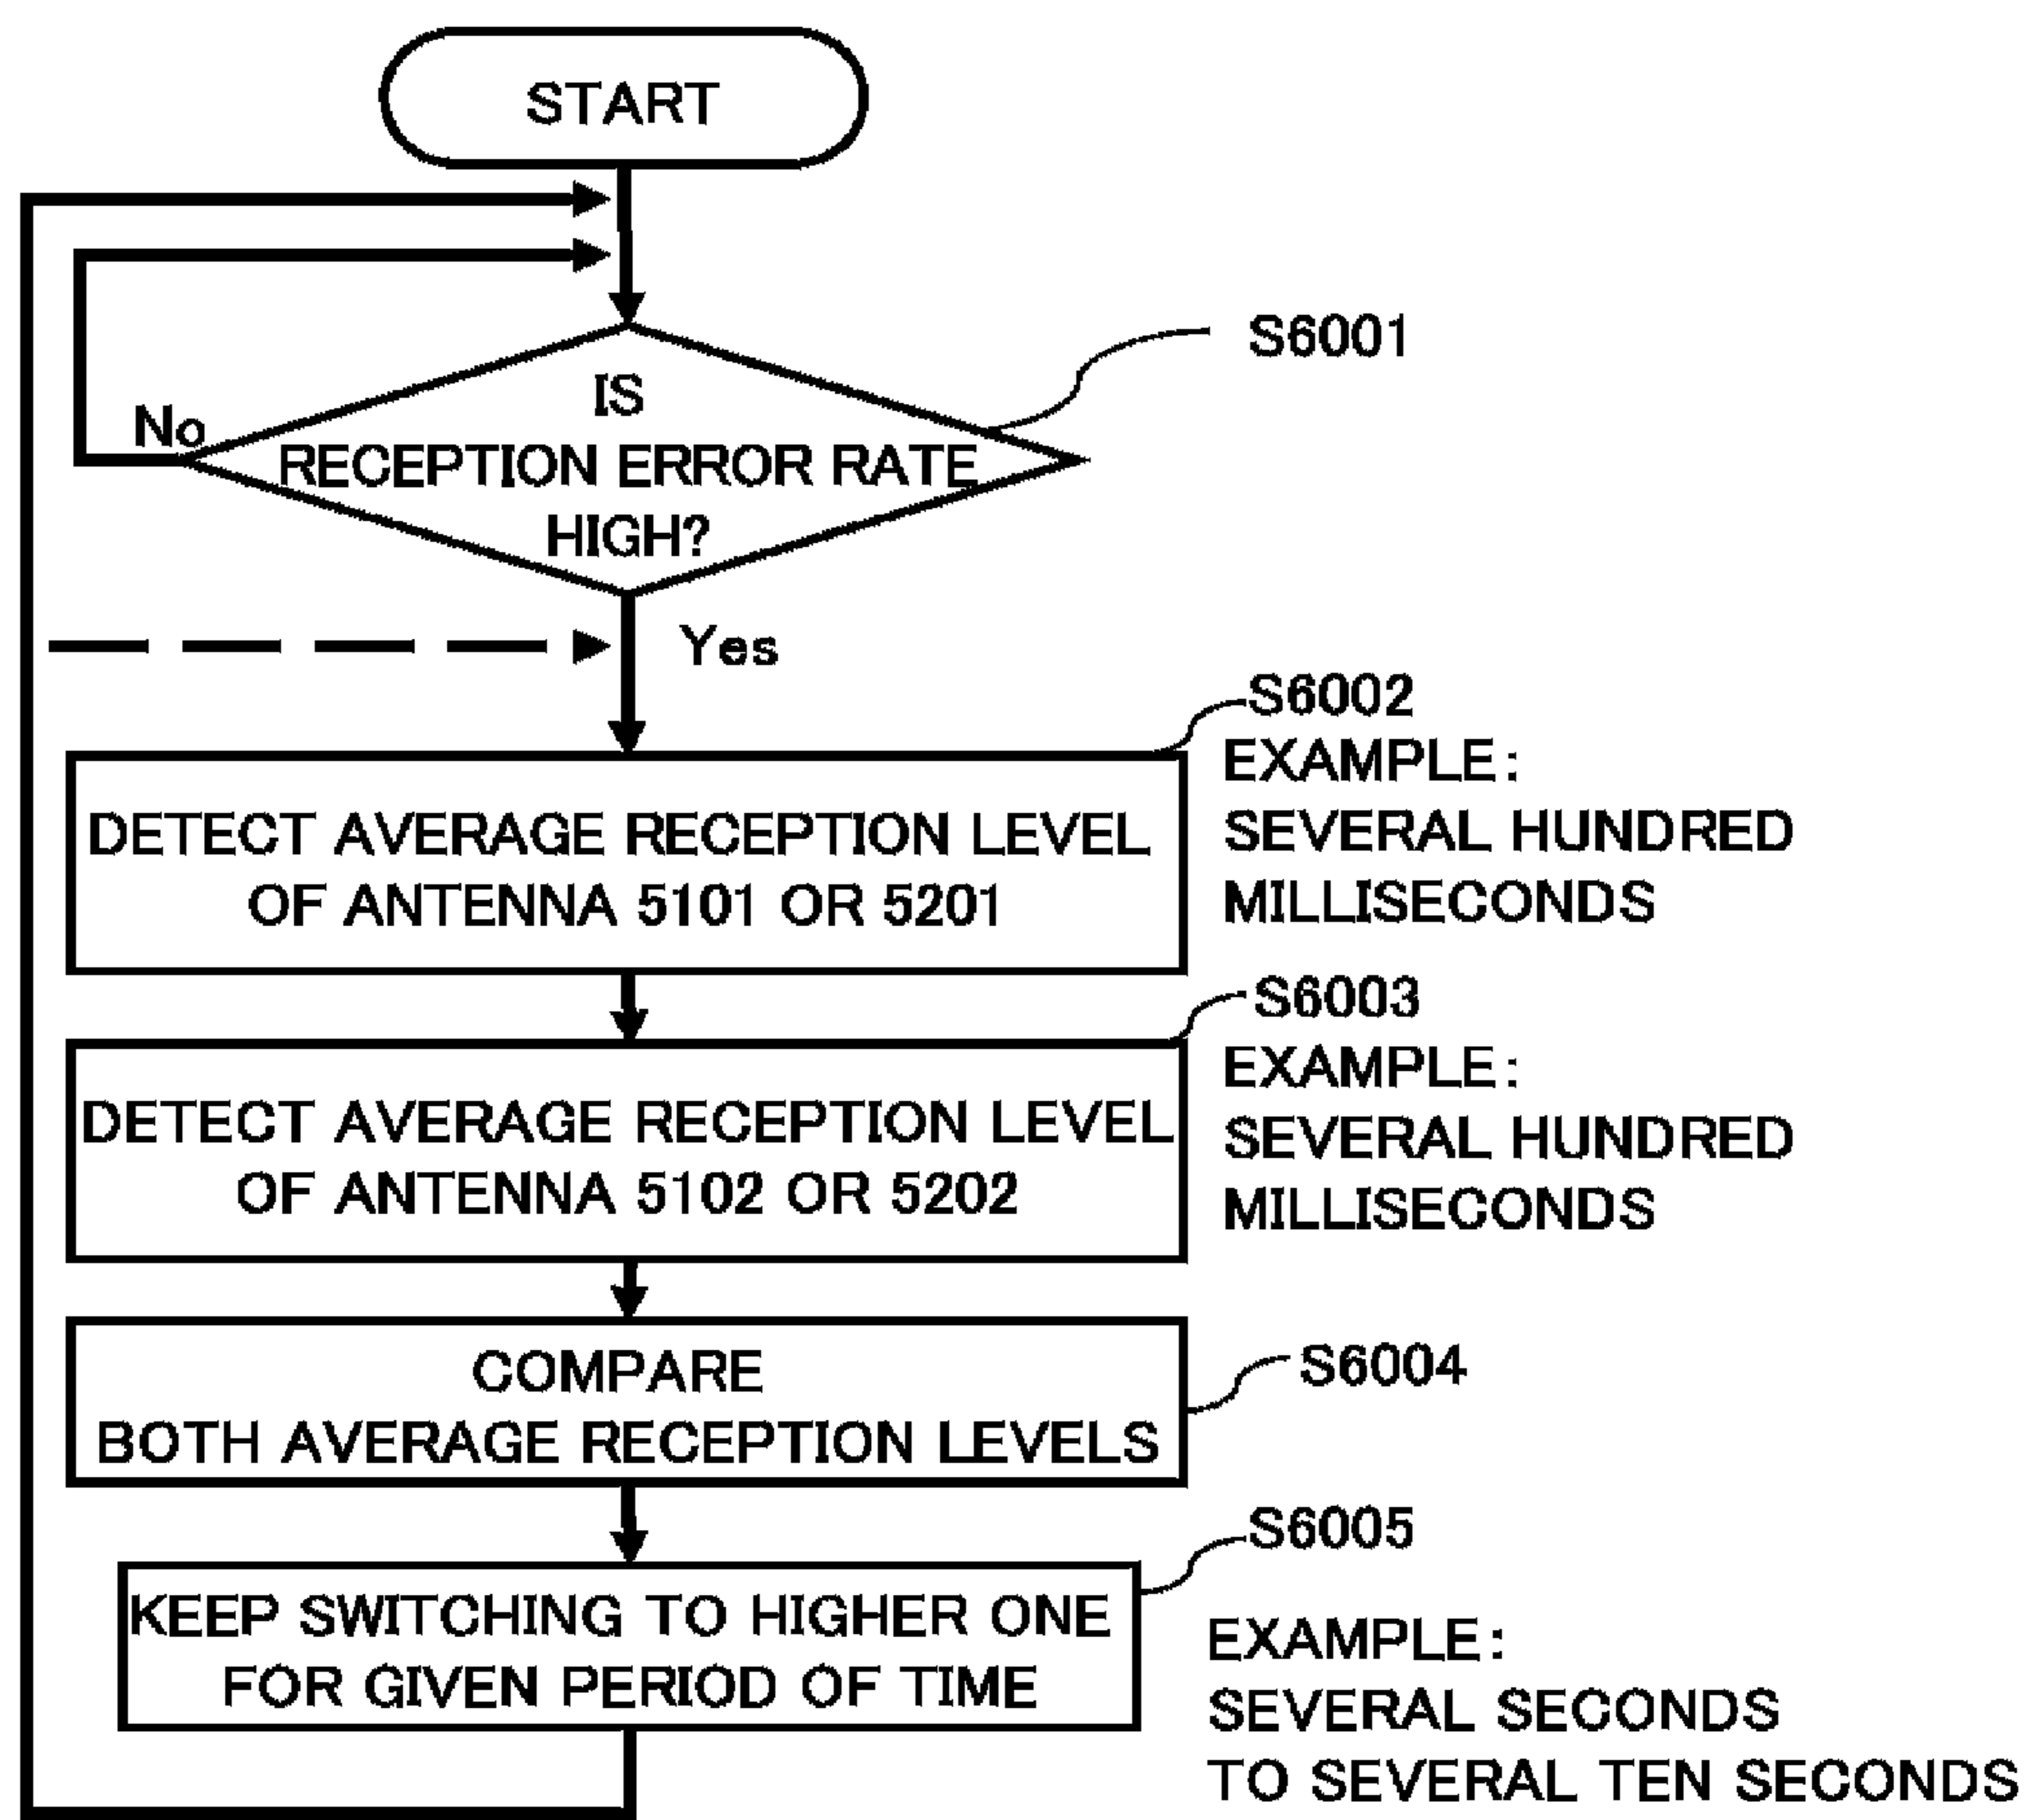 START
S6001
IS
No
RECEPTION ERROR RATE
HIGH?
Yes
S6002
EXAMPLE:
SEVERAL HUNDRED
MILLISECONDS
DETECT AVERAGE RECEPTION LEVEL
OF ANTENNA 5101 OR 5201
S6003
EXAMPLE:
SEVERAL HUNDRED
MILLISECONDS
DETECT AVERAGE RECEPTION LEVEL
OF ANTENNA 5102 OR 5202
S6004
COMPARE
BOTH AVERAGE RECEPTION LEVELS
S6005
KEEP SWITCHING TO HIGHER ONE
FOR GIVEN PERIOD OF TIME
EXAMPLE:
SEVERAL SECONDS
TO SEVERAL TEN SECONDS